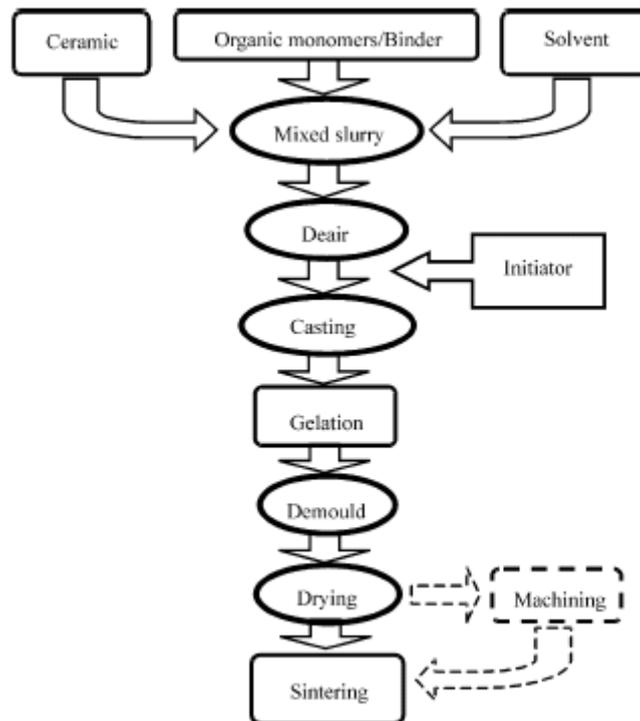 Ceramic
Organic monomers/Binder
Solvent
Mixed slurry
Deair
Initiator
Casting
Gelation
Demould
Drying
Machining
Sintering